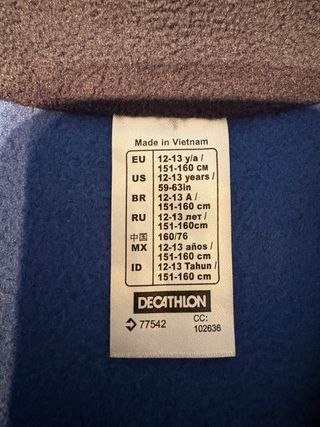 Made in Vietnam
EU 12-13 y/a /
151-160 CM
US 12-13 years /
59-63in
BR 12-13 A /
151-160 cm
RU 12-13 лет /
151-160cm
中国 160/76
MX 12-13 años /
151-160 cm
ID 12-13 Tahun /
151-160 cm
DECATHLON
77542 CC:
102636